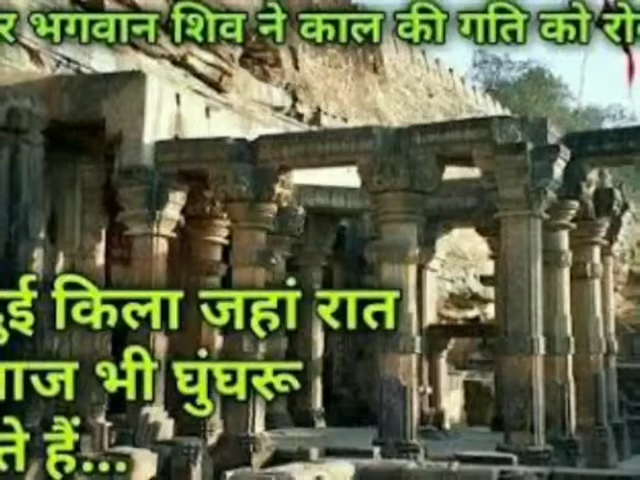 भगवान शिव ने काल की गति को
किला जहां रात
भी घुंघरू
हैं...